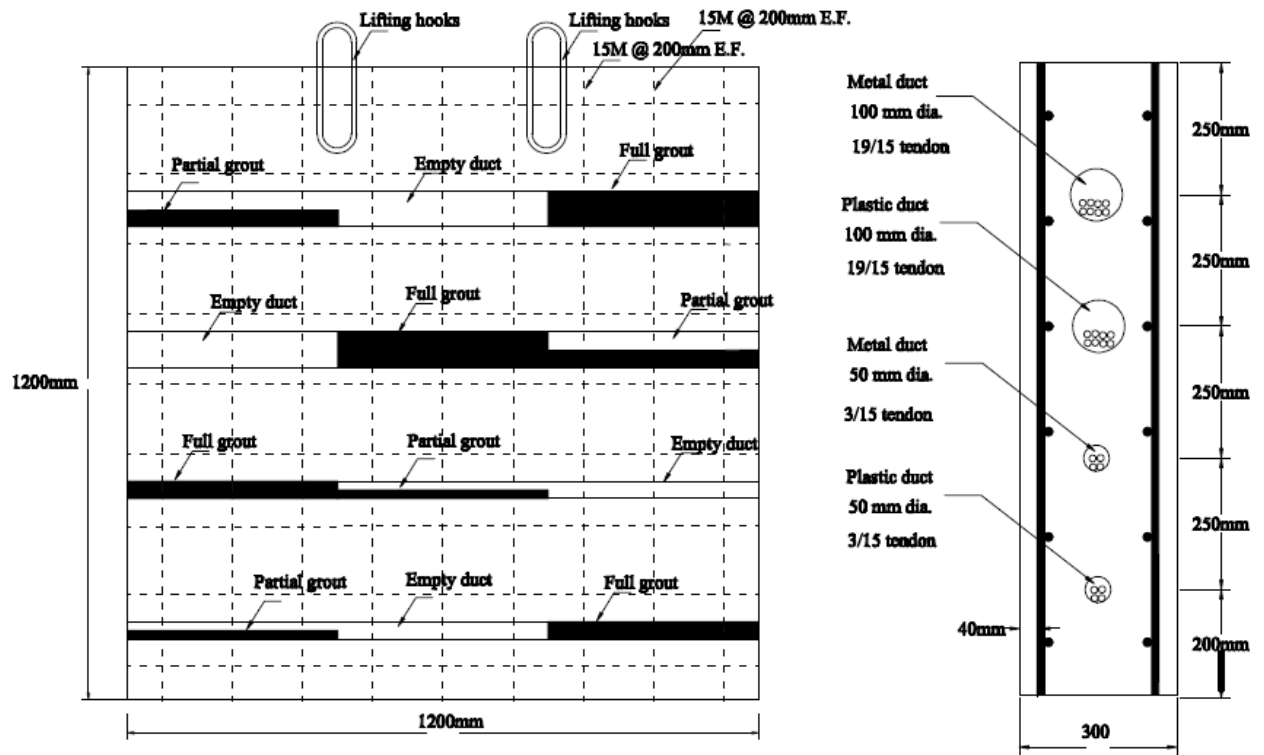 Lifting hooks
Lifting hooks
15M @ 200mm E.F.
15M @ 200mm E.F.
Partial grout
Empty duct
Full grout
Empty duct
Full grout
Partial grout
1200mm
Full grout
Partial grout
Empty duct
Partial grout
Empty duct
Full grout
1200mm
Metal duct
100 mm dia.
19/15 tendon
Plastic duct
100 mm dia.
19/15 tendon
Metal duct
50 mm dia.
3/15 tendon
Plastic duct
50 mm dia.
3/15 tendon
250mm
250mm
250mm
250mm
200mm
40mm
300